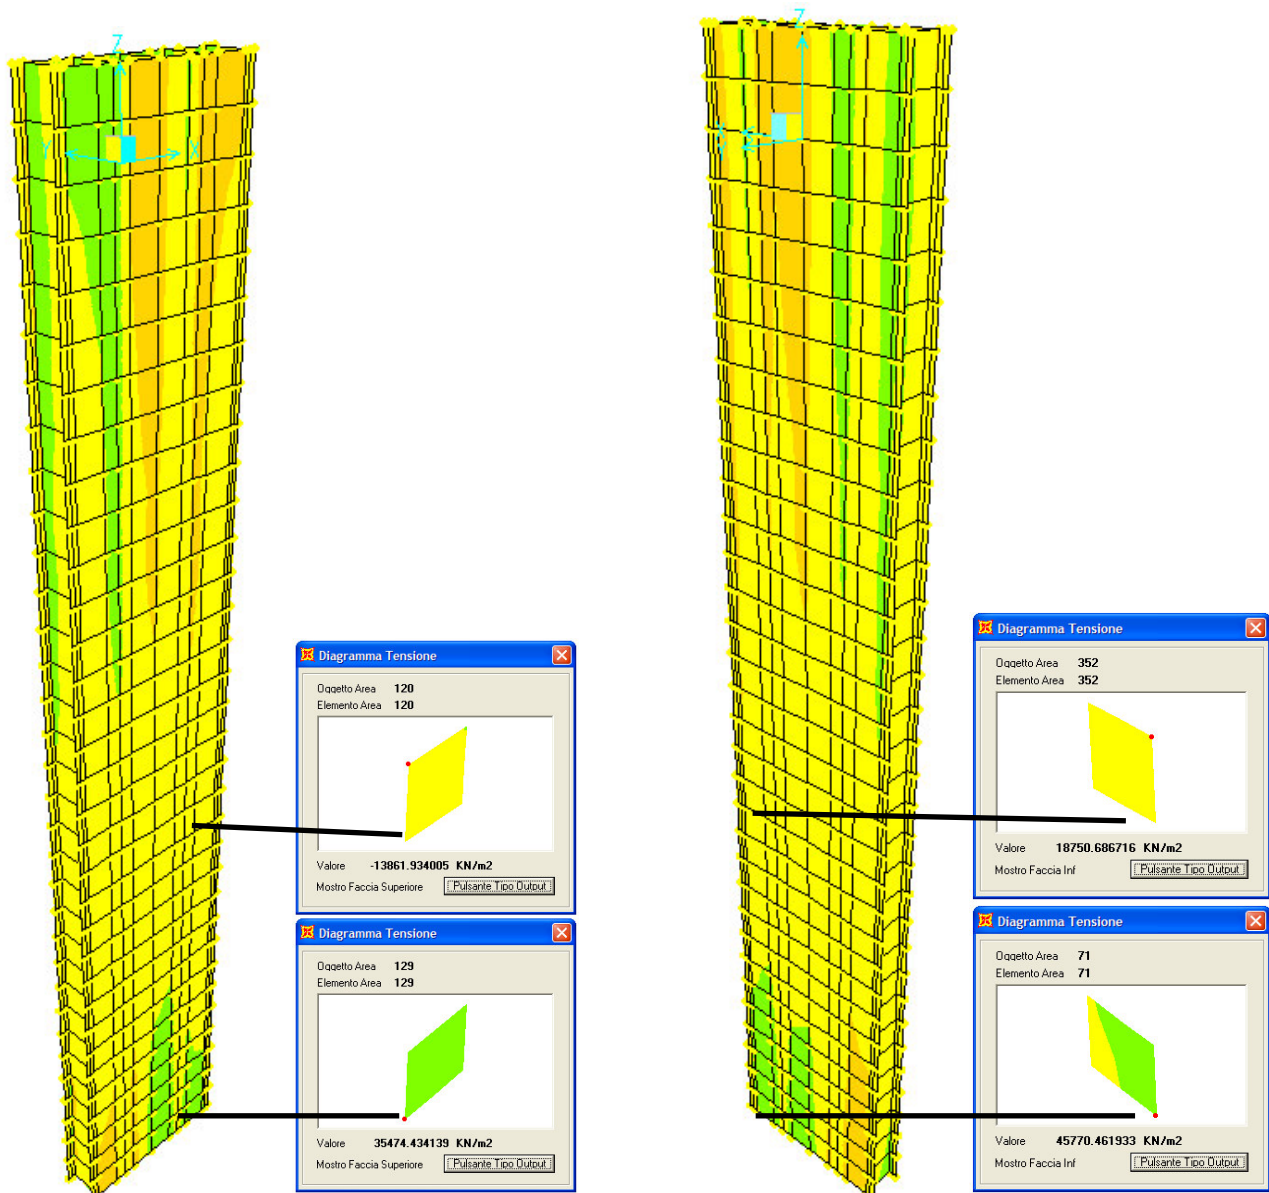 Z
Y
X
Z
X
Y
Diagramma Tensione
Oggetto Area 120
Elemento Area 120
Valore -13861.934005 KN/m2
Mostro Faccia Superiore Pulsante Tipo Output
Diagramma Tensione
Oggetto Area 129
Elemento Area 129
Valore 35474.434139 KN/m2
Mostro Faccia Superiore Pulsante Tipo Output
Diagramma Tensione
Oggetto Area 352
Elemento Area 352
Valore 18750.686716 KN/m2
Mostro Faccia Inf Pulsante Tipo Output
Diagramma Tensione
Oggetto Area 71
Elemento Area 71
Valore 45770.461933 KN/m2
Mostro Faccia Inf Pulsante Tipo Output